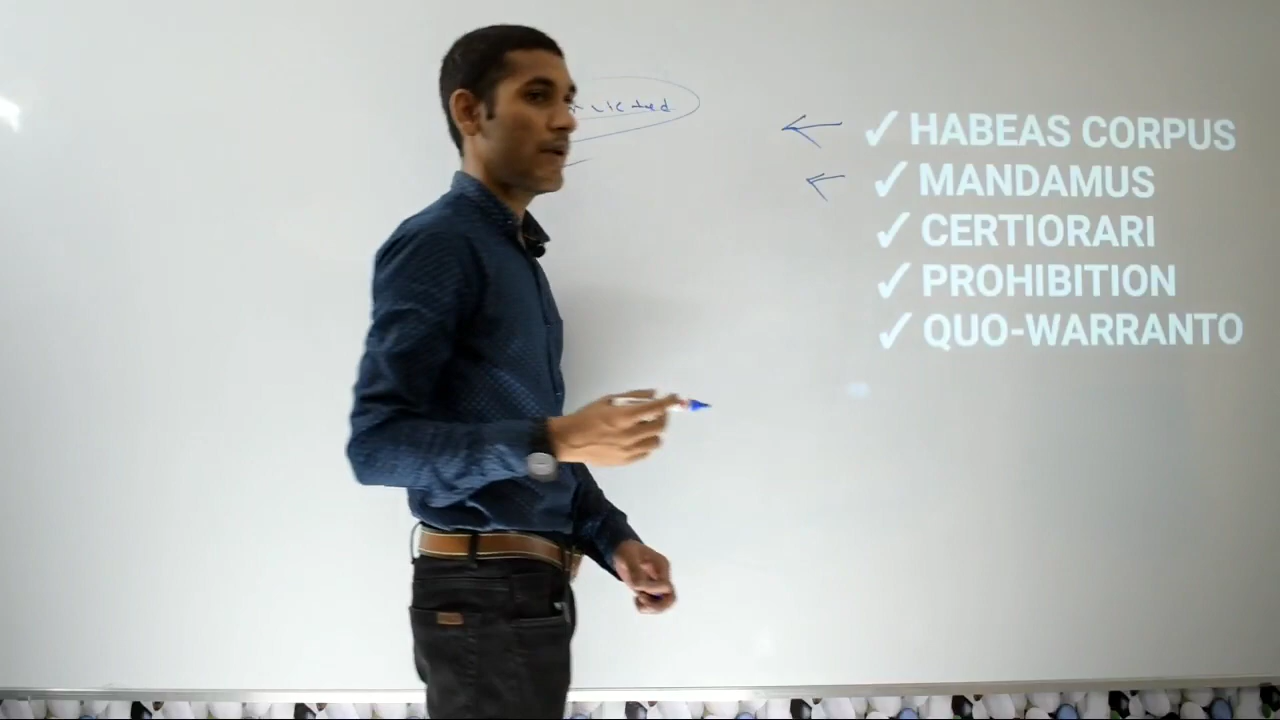 ✓ HABEAS CORPUS
✓ MANDAMUS
✓ CERTIORARI
✓ PROHIBITION
✓ QUO-WARRANTO